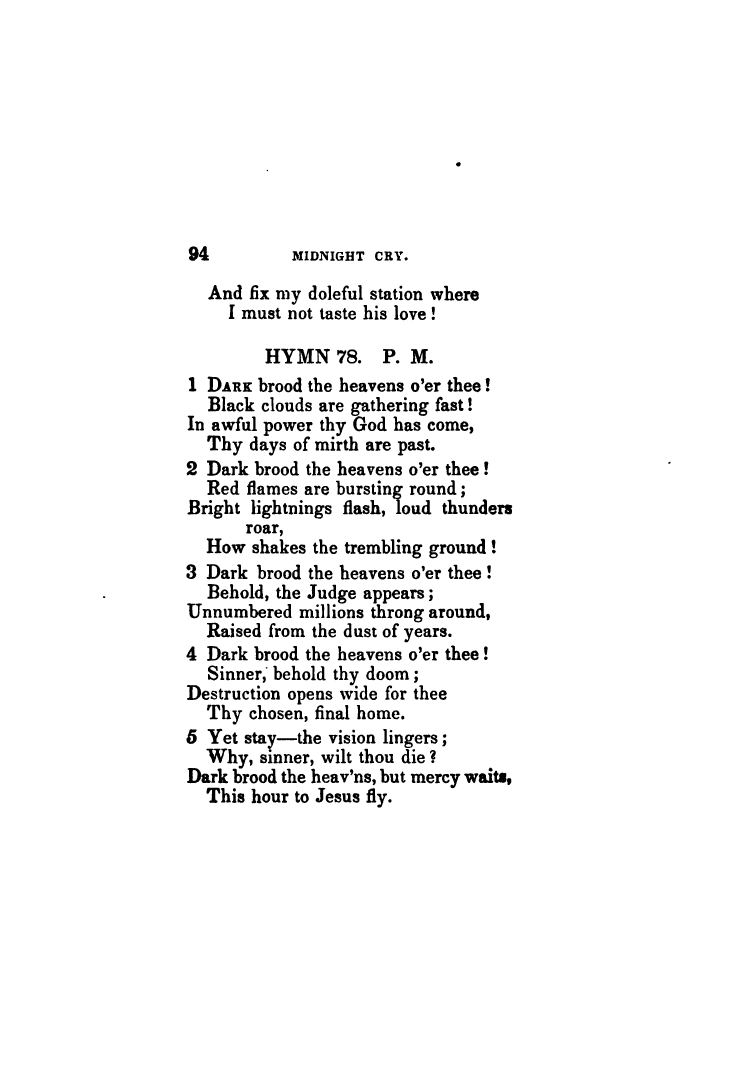 94 MIDNIGHT CRY.
And fix my doleful station where
I must not taste his love!
HYMN 78. P. M.
1 DARK brood the heavens o'er thee!
Black clouds are gathering fast!
In awful power thy God has come,
Thy days of mirth are past.
2 Dark brood the heavens o'er thee!
Red flames are bursting round;
Bright lightnings flash, loud thunders
roar,
How shakes the trembling ground!
3 Dark brood the heavens o'er thee!
Behold, the Judge appears;
Unnumbered millions throng around,
Raised from the dust of years.
4 Dark brood the heavens o'er thee!
Sinner, behold thy doom;
Destruction opens wide for thee
Thy chosen, final home.
5 Yet stay—the vision lingers;
Why, sinner, wilt thou die?
Dark brood the heav'ns, but mercy waits,
This hour to Jesus fly.